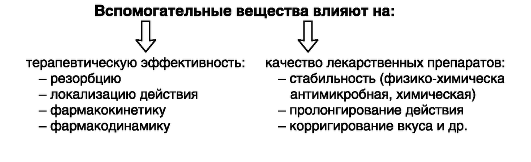 Вспомогательные вещества влияют на:
терапевтическую эффективность:
– резорбцию
– локализацию действия
– фармакокинетику
– фармакодинамику
качество лекарственных препаратов:
– стабильность (физико-химическа
антимикробная, химическая)
– пролонгирование действия
– корригирование вкуса и др.